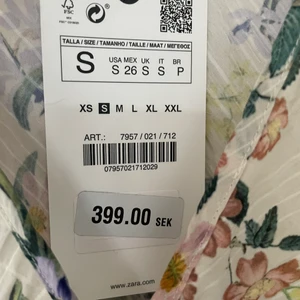 FSC
TALLA / SIZE / TAMANHO / TAILLE / MAAT / ΜΕΓΕΘΟΣ
S
USA MEX UK IT BR
S 26 S S P
XS S M L XL XXL
ART.: 7957 / 021 / 712
07957021712029
399.00 SEK
www.zara.com